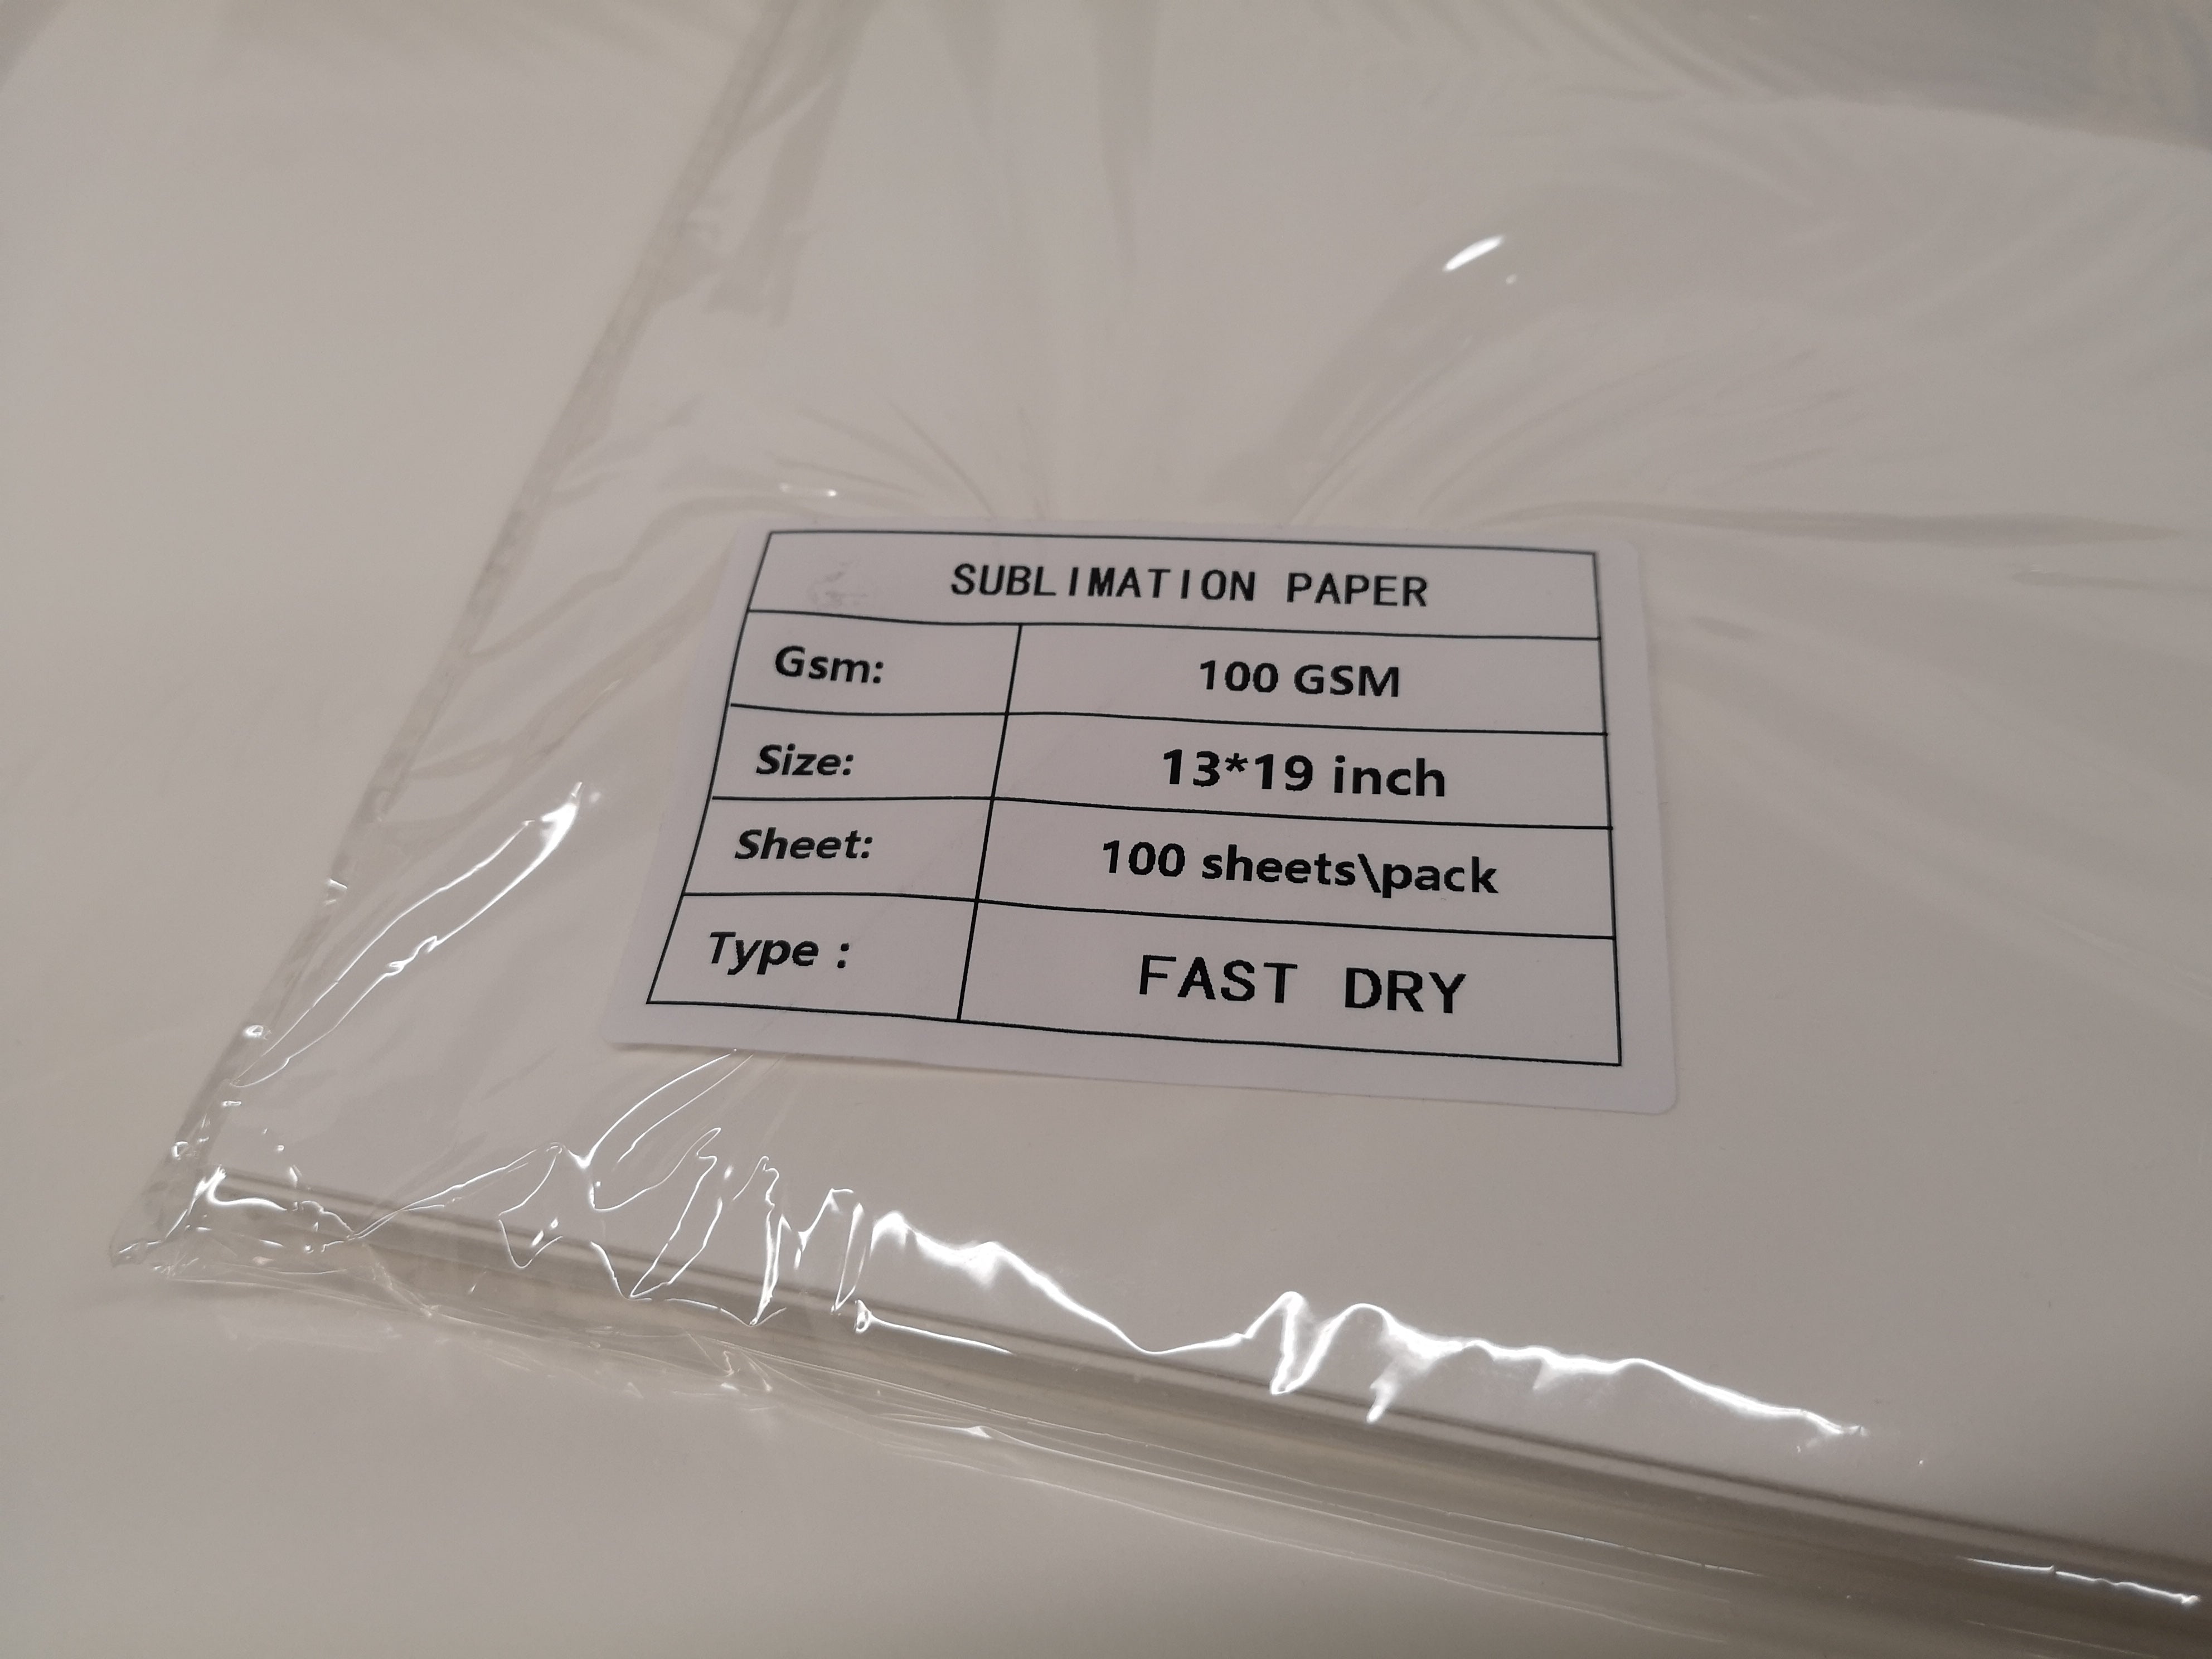 SUBLIMATION PAPER
Gsm: 100 GSM
Size: 13*19 inch
Sheet: 100 sheets\pack
Type : FAST DRY